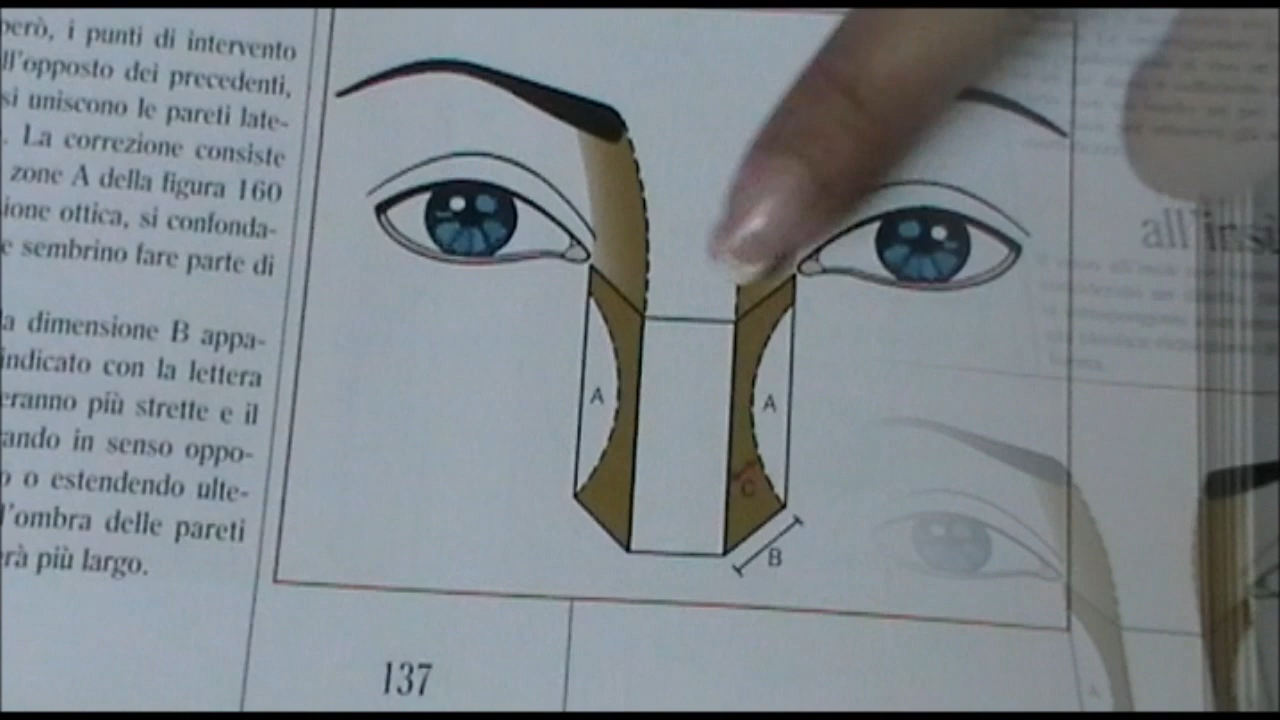 però, i punti di intervento
ll'opposto dei precedenti,
si uniscono le pareti late-
. La correzione consiste
zone A della figura 160
ione ottica, si confonda-
e sembrino fare parte di
a dimensione B appa-
indicato con la lettera
eranno più strette e il
ando in senso oppo-
o o estendendo ulte-
l'ombra delle pareti
rà più largo.
A
A
C
B
137
all'insù